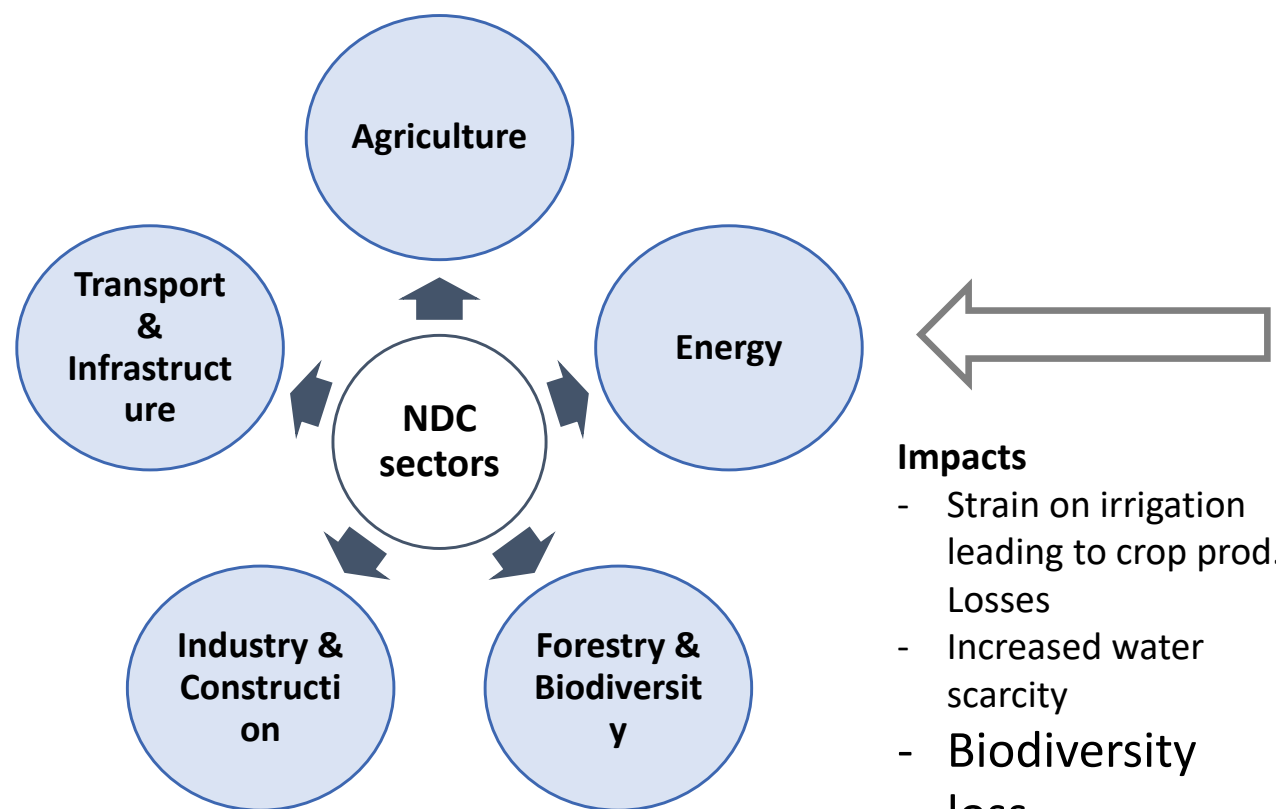 Agriculture
Transport
&
Infrastruct
ure
Energy
NDC
sectors
Industry &
Constructi
on
Forestry &
Biodiversit
y
Impacts
- Strain on irrigation
leading to crop prod.
Losses
- Increased water
scarcity
- Biodiversity
loss